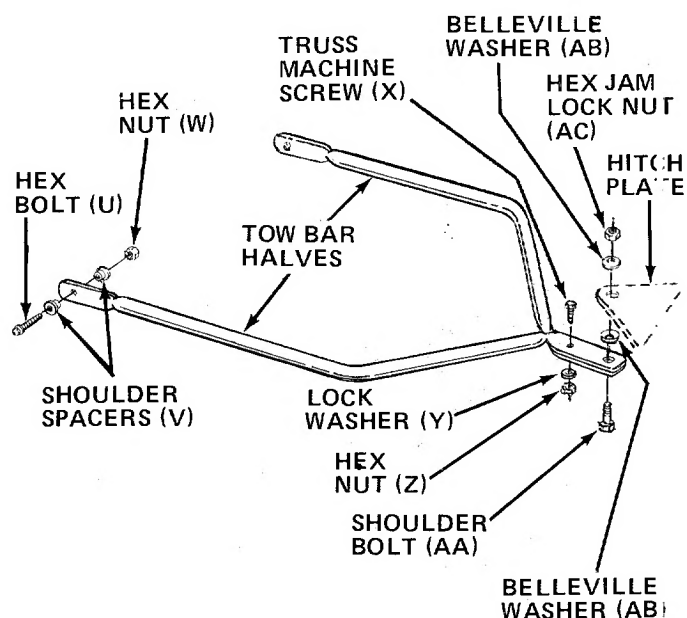 BELLEVILLE
WASHER (AB)
TRUSS
MACHINE
SCREW (X)
HEX JAM
LOCK NUT
(AC)
HEX
NUT (W)
HITCH
PLATE
HEX
BOLT (U)
TOW BAR
HALVES
SHOULDER
SPACERS (V)
LOCK
WASHER (Y)
HEX
NUT (Z)
SHOULDER
BOLT (AA)
BELLEVILLE
WASHER (AB)